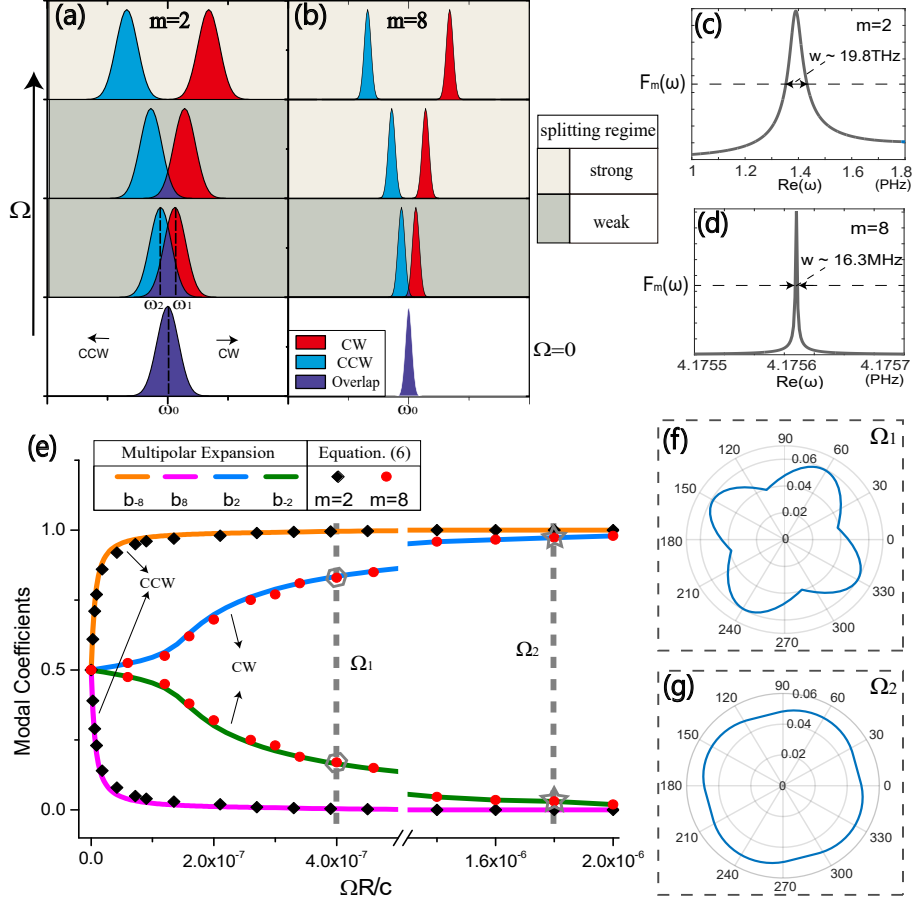 (a)
m=2
(b)
m=8
Ω
ω₂
ω₁
CCW
CW
ω₀
CW
CCW
Overlap
ω₀
Ω=0
splitting regime
strong
weak
(c)
m=2
Fₘ(ω)
w ~ 19.8THz
1
1.2
1.4
1.6
1.8
Re(ω)
(PHz)
(d)
m=8
Fₘ(ω)
w ~ 16.3MHz
4.1755
4.1756
4.1757
Re(ω)
(PHz)
(e)
Multipolar Expansion
Equation. (6)
b₋₈
b₈
b₂
b₋₂
m=2
m=8
Modal Coefficients
1.0
0.5
0.0
CCW
CW
Ω₁
Ω₂
0.0
2.0x10⁻⁷
4.0x10⁻⁷
1.6x10⁻⁶
2.0x10⁻⁶
ΩR/c
(f)
Ω₁
90
120
60
0.06
0.04
150
30
0.02
180
0
0
210
330
240
300
270
(g)
Ω₂
90
120
60
0.06
0.04
150
30
0.02
180
0
0
210
330
240
300
270